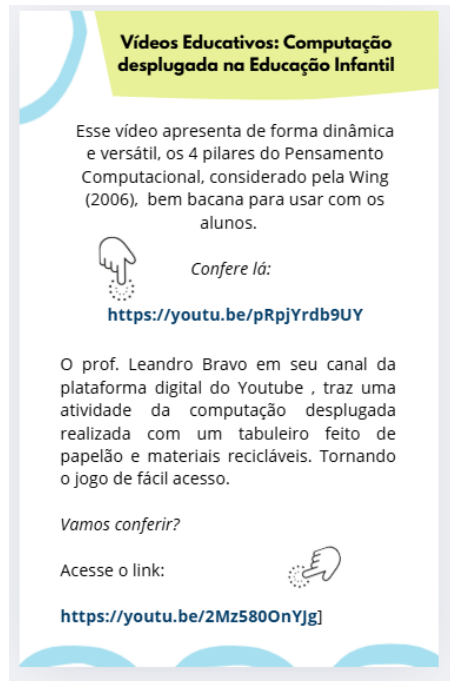 Vídeos Educativos: Computação
desplugada na Educação Infantil
Esse vídeo apresenta de forma dinâmica
e versátil, os 4 pilares do Pensamento
Computacional, considerado pela Wing
(2006), bem bacana para usar com os
alunos.
Confere lá:
https://youtu.be/pRpjYrdb9UY
O prof. Leandro Bravo em seu canal da
plataforma digital do Youtube , traz uma
atividade da computação desplugada
realizada com um tabuleiro feito de
papelão e materiais recicláveis. Tornando
o jogo de fácil acesso.
Vamos conferir?
Acesse o link:
https://youtu.be/2Mz580OnYJg]